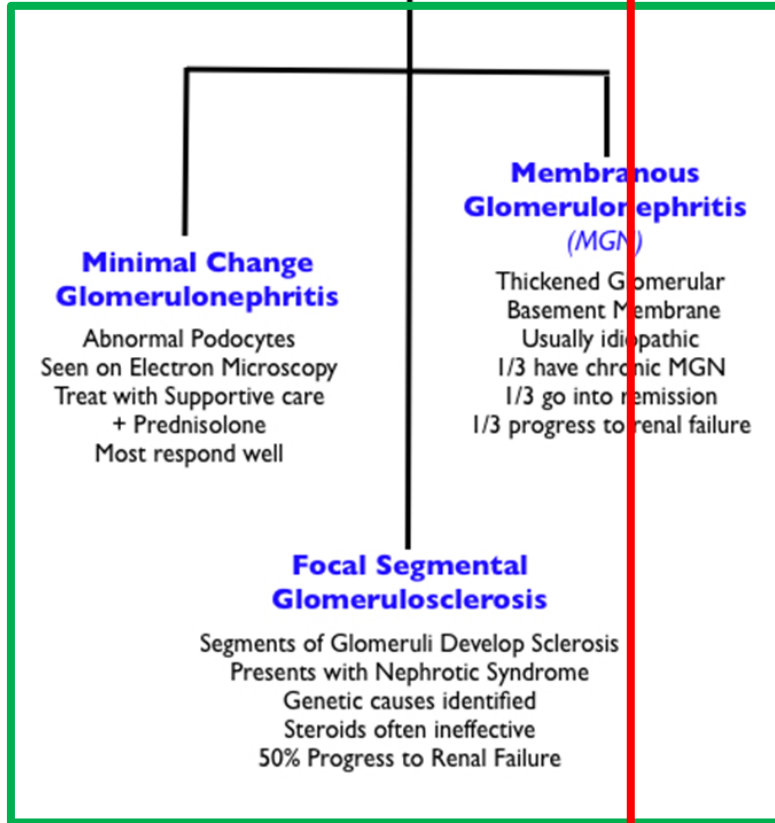 Membranous
Glomerulonephritis
(MGN)
Thickened Glomerular
Basement Membrane
Usually idiopathic
1/3 have chronic MGN
1/3 go into remission
1/3 progress to renal failure
Minimal Change
Glomerulonephritis
Abnormal Podocytes
Seen on Electron Microscopy
Treat with Supportive care
+ Prednisolone
Most respond well
Focal Segmental
Glomerulosclerosis
Segments of Glomeruli Develop Sclerosis
Presents with Nephrotic Syndrome
Genetic causes identified
Steroids often ineffective
50% Progress to Renal Failure